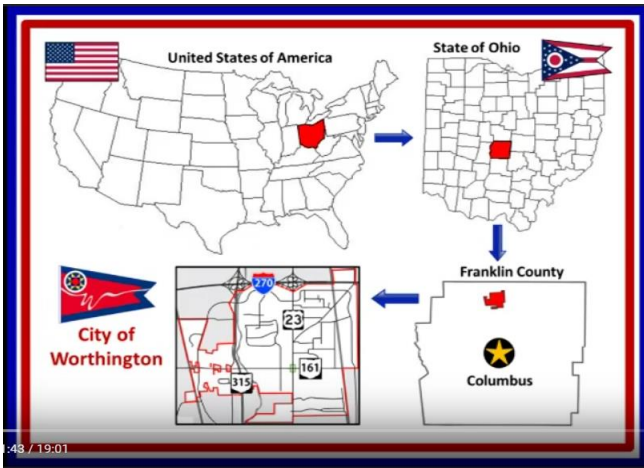 United States of America
State of Ohio
Franklin County
Columbus
270
23
161
315
City of
Worthington
1:43 / 19:01